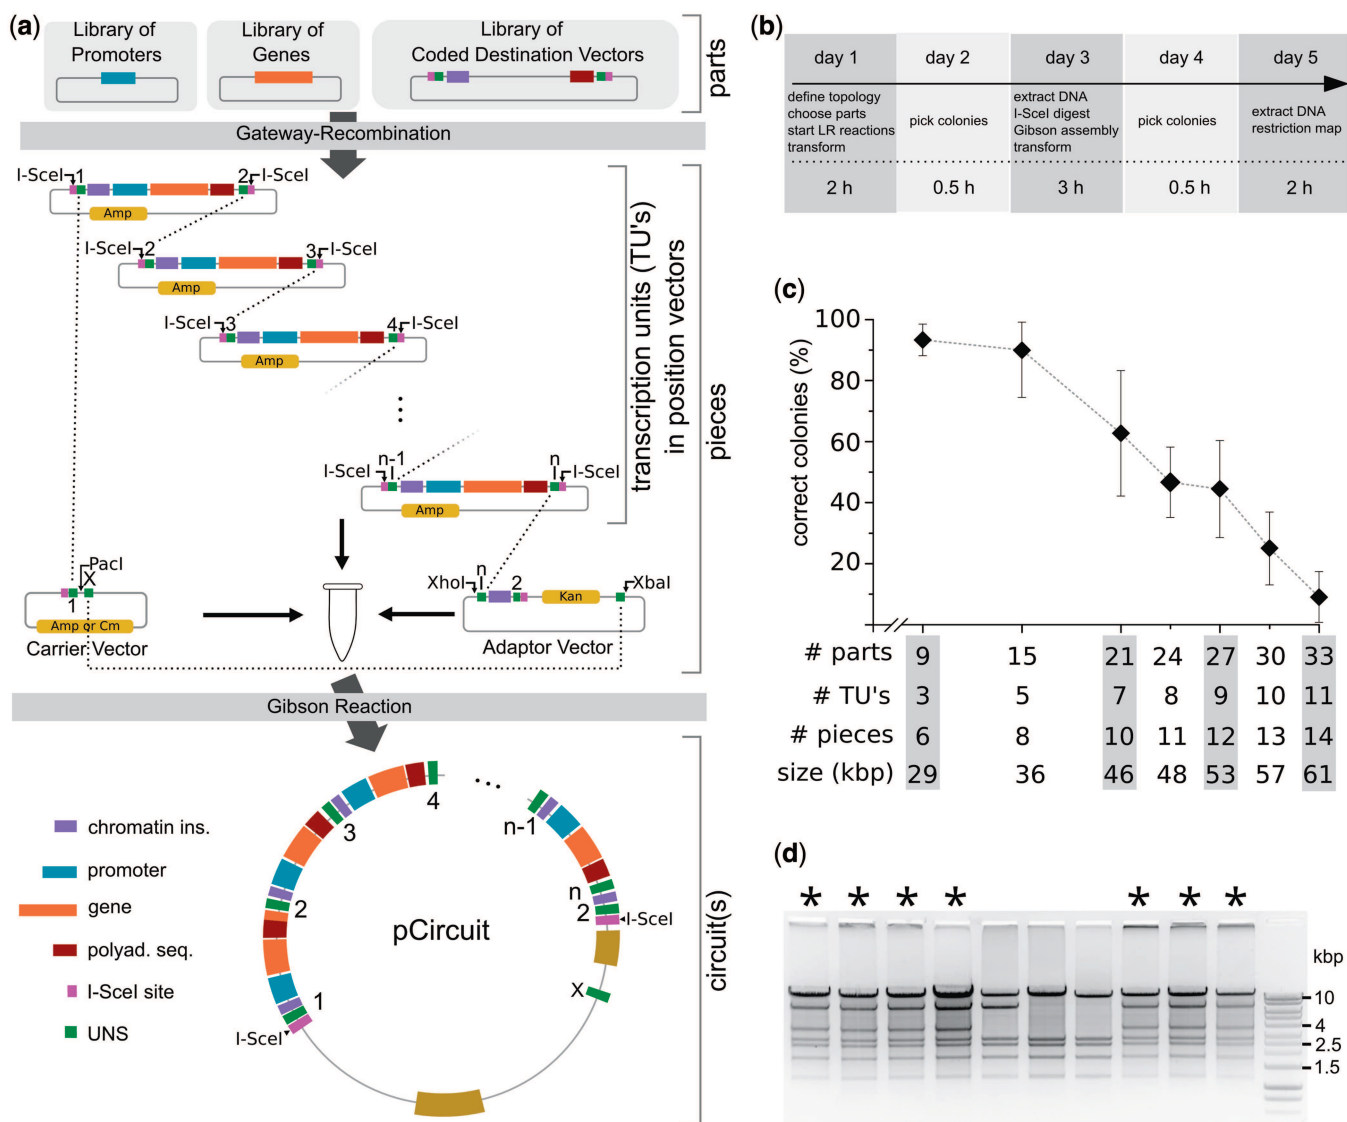 (a)
Library of
Promoters
Library of
Genes
Library of
Coded Destination Vectors
parts
Gateway-Recombination
I-SceI
1
2
I-SceI
Amp
I-SceI
2
3
I-SceI
Amp
I-SceI
3
4
I-SceI
Amp
...
n-1
n
I-SceI
I-SceI
Amp
transcription units (TU's)
in position vectors
pieces
PacI
X
1
Amp or Cm
Carrier Vector
n
XhoI
2
XbaI
Kan
Adaptor Vector
Gibson Reaction
chromatin ins.
promoter
gene
polyad. seq.
I-SceI site
UNS
4
...
n-1
3
2
n
2
I-SceI
pCircuit
1
X
I-SceI
circuit(s)
(b)
day 1 day 2 day 3 day 4 day 5
define topology
choose parts
start LR reactions
transform
pick colonies
extract DNA
I-SceI digest
Gibson assembly
transform
pick colonies
extract DNA
restriction map
2 h 0.5 h 3 h 0.5 h 2 h
(c)
correct colonies (%)
100
80
60
40
20
# parts 9 15 21 24 27 30 33
# TU's 3 5 7 8 9 10 11
# pieces 6 8 10 11 12 13 14
size (kbp) 29 36 46 48 53 57 61
(d)
* * * * * * *
kbp
10
4
2.5
1.5